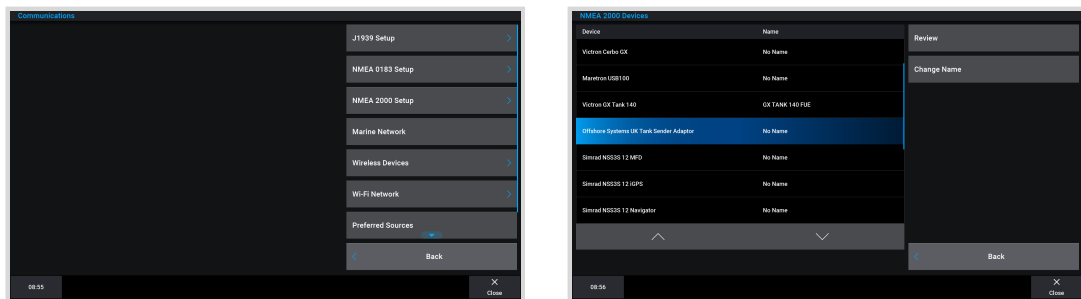 Communications
J1939 Setup
NMEA 0183 Setup
NMEA 2000 Setup
Marine Network
Wireless Devices
Wi-Fi Network
Preferred Sources
Back
08:55
Close
NMEA 2000 Devices
Device Name
Victron Cerbo GX No Name
Maretron USB100 No Name
Victron GX Tank 140 GX TANK 140 FUE
Offshore Systems UK Tank Sender Adaptor No Name
Simrad NSS3S 12 MFD No Name
Simrad NSS3S 12 iGPS No Name
Simrad NSS3S 12 Navigator No Name
Review
Change Name
Back
08:56
Close